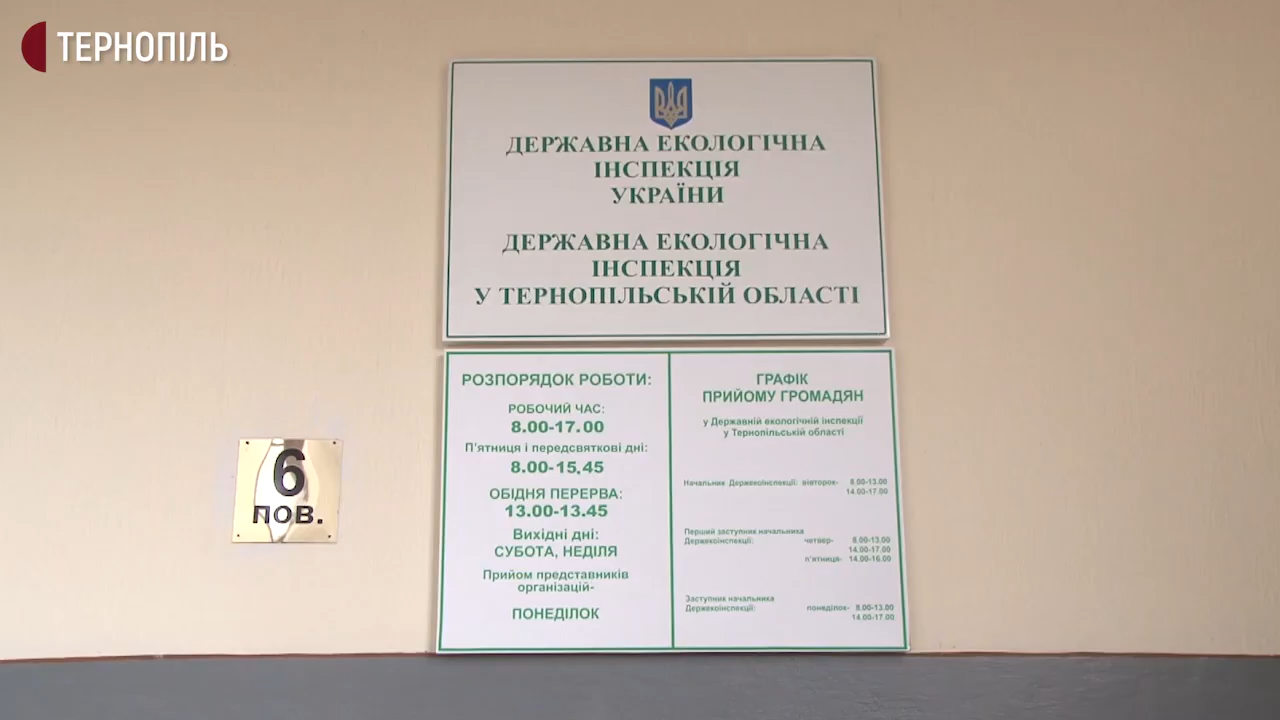 ТЕРНОПІЛЬ
ДЕРЖАВНА ЕКОЛОГІЧНА
ІНСПЕКЦІЯ
УКРАЇНИ
ДЕРЖАВНА ЕКОЛОГІЧНА
ІНСПЕКЦІЯ
У ТЕРНОПІЛЬСЬКІЙ ОБЛАСТІ
6
ПОВ.
РОЗПОРЯДОК РОБОТИ:
РОБОЧИЙ ЧАС:
8.00-17.00
П'ятниця і передсвяткові дні:
8.00-15.45
ОБІДНЯ ПЕРЕРВА:
13.00-13.45
Вихідні дні:
СУБОТА, НЕДІЛЯ
Прийом представників
організацій-
ПОНЕДІЛОК
ГРАФІК
ПРИЙОМУ ГРОМАДЯН
у Державній екологічній інспекції
у Тернопільській області
Начальник Держекоінспекції: вівторок- 8.00-13.00
14.00-17.00
Перший заступник начальника
Держекоінспекції: четвер- 8.00-13.00
14.00-17.00
п'ятниця- 14.00-16.00
Заступник начальника
Держекоінспекції: понеділок- 8.00-13.00
14.00-17.00